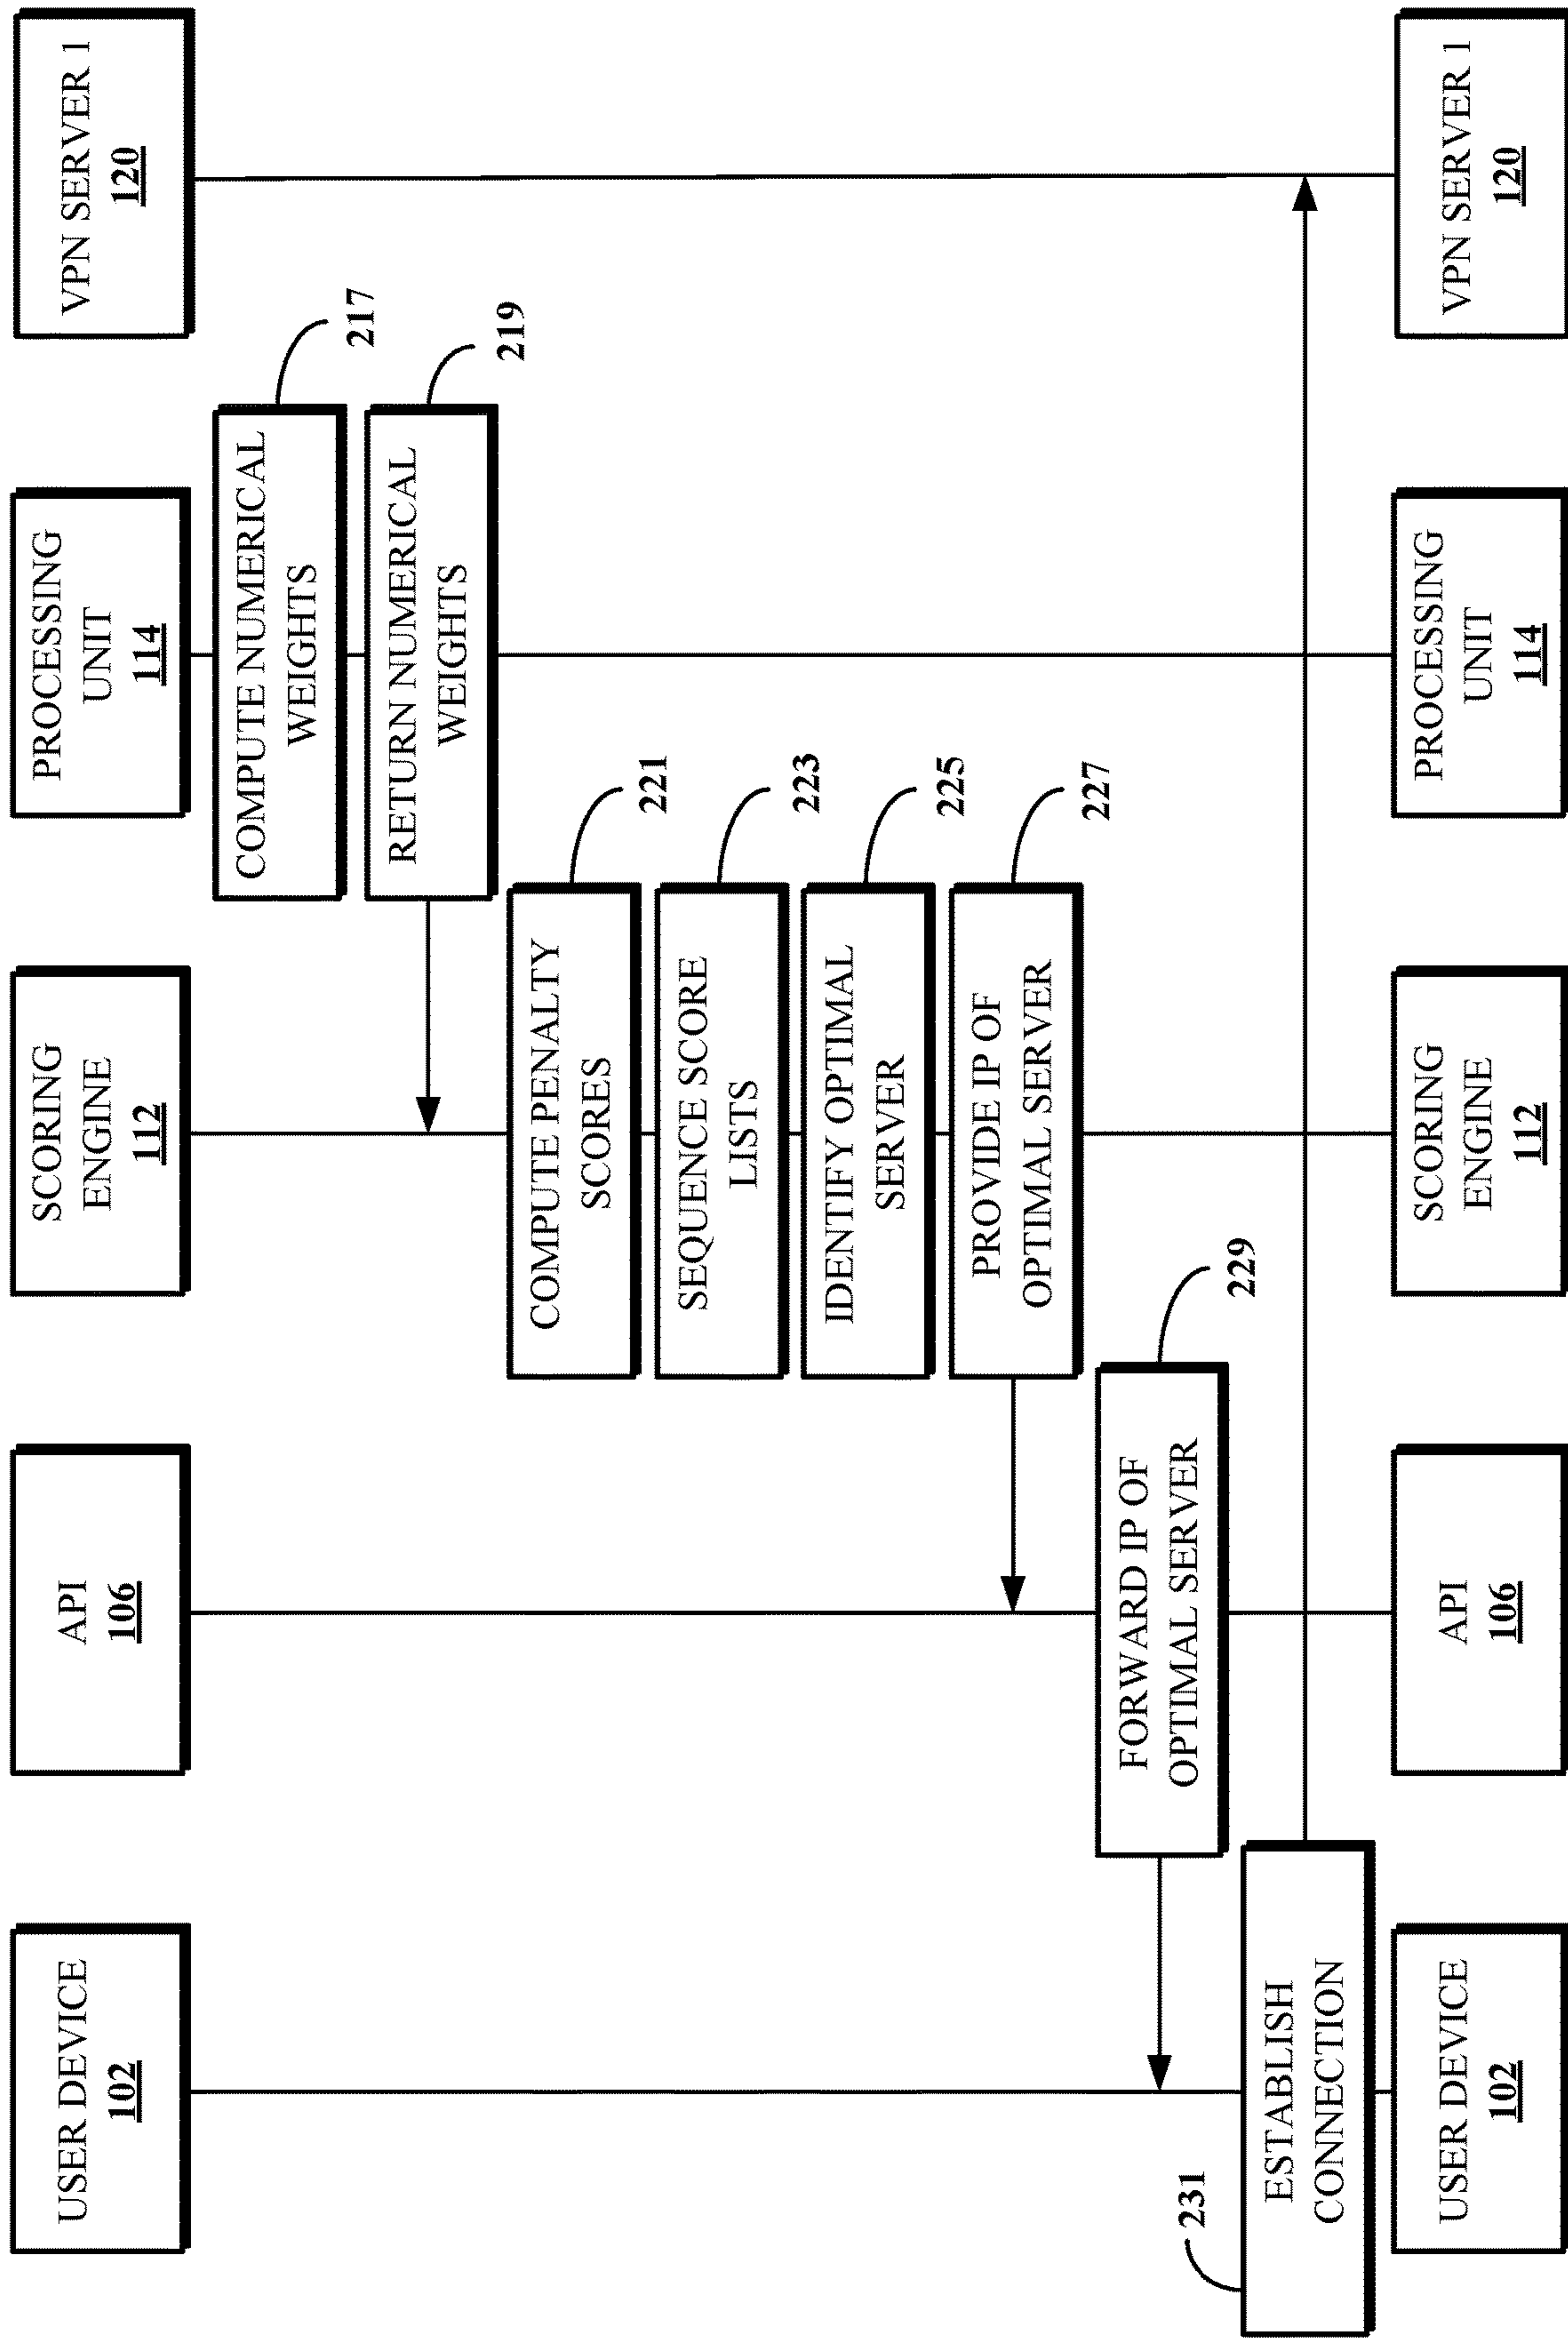 USER DEVICE
102
API
106
SCORING
ENGINE
112
PROCESSING
UNIT
114
VPN SERVER 1
120
COMPUTE NUMERICAL
WEIGHTS
217
RETURN NUMERICAL
WEIGHTS
219
COMPUTE PENALTY
SCORES
221
SEQUENCE SCORE
LISTS
223
IDENTIFY OPTIMAL
SERVER
225
PROVIDE IP OF
OPTIMAL SERVER
227
FORWARD IP OF
OPTIMAL SERVER
229
231
ESTABLISH
CONNECTION
USER DEVICE
102
API
106
SCORING
ENGINE
112
PROCESSING
UNIT
114
VPN SERVER 1
120